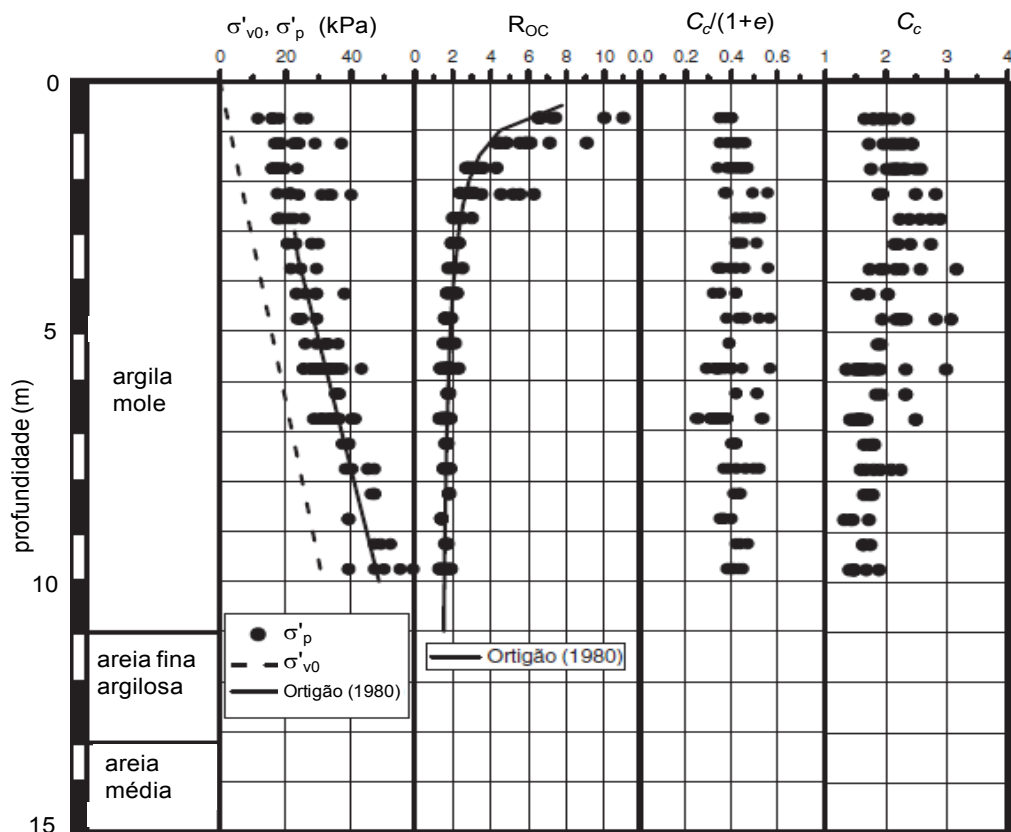 σ'v0, σ'p (kPa) ROC Cc/(1+e) Cc
0 20 40 0 2 4 6 8 10 0.0 0.2 0.4 0.6 1 2 3 4
0
5
10
15
profundidade (m)
argila
mole
areia fina
argilosa
areia
média
σ'p
σ'v0
Ortigão (1980)
Ortigão (1980)